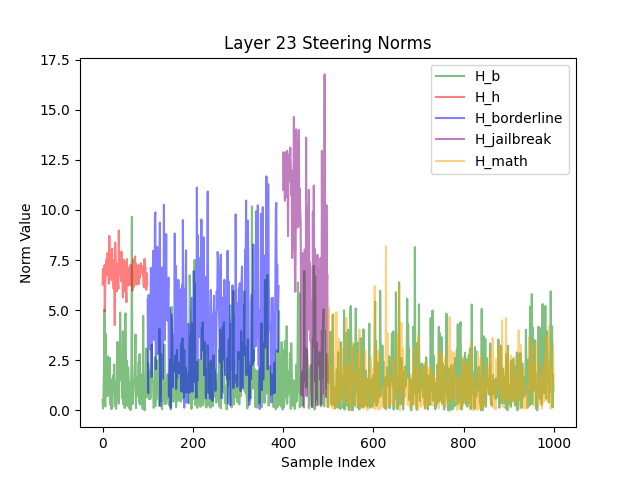 Layer 23 Steering Norms
17.5
15.0
12.5
10.0
7.5
5.0
2.5
0.0
Norm Value
H_b
H_h
H_borderline
H_jailbreak
H_math
0 200 400 600 800 1000
Sample Index